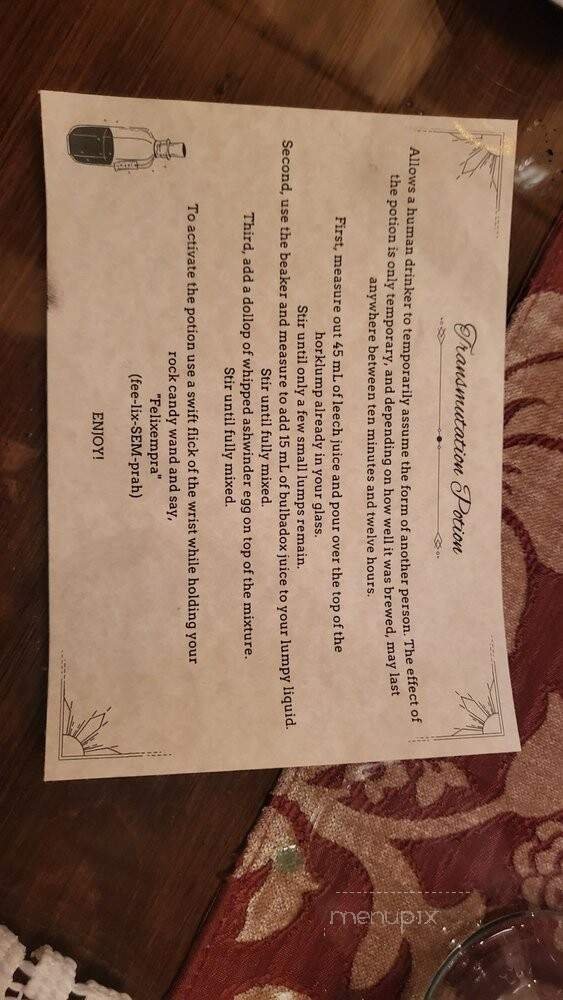 Transmutation Potion
Allows a human drinker to temporarily assume the form of another person. The effect of
the potion is only temporary, and depending on how well it was brewed, may last
anywhere between ten minutes and twelve hours.
First, measure out 45 mL of leech juice and pour over the top of the
horklump already in your glass.
Stir until only a few small lumps remain.
Second, use the beaker and measure to add 15 mL of bulbadox juice to your lumpy liquid.
Stir until fully mixed.
Third, add a dollop of whipped ashwinder egg on top of the mixture.
Stir until fully mixed.
To activate the potion use a swift flick of the wrist while holding your
rock candy wand and say,
"Felixempra"
(fee-lix-SEM-prah)
ENJOY!
menupix